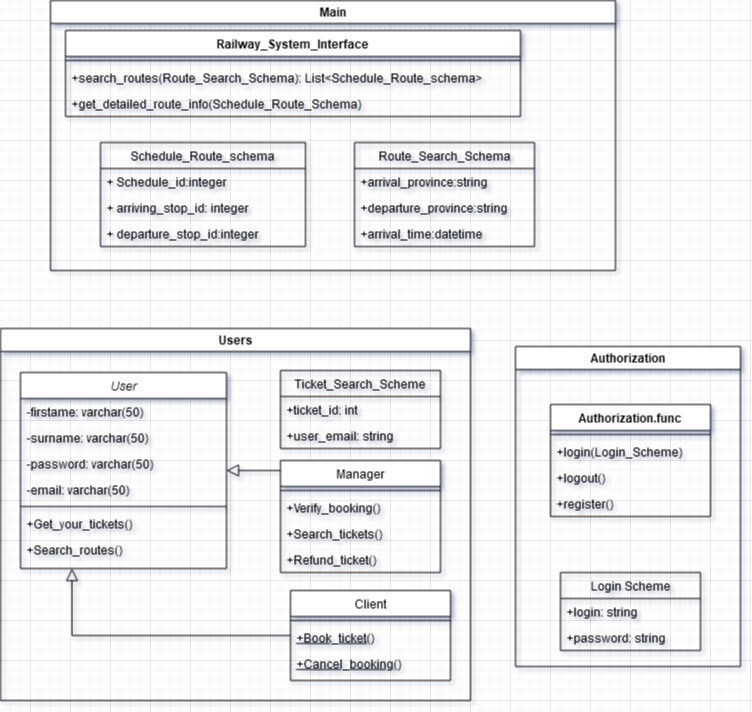 Main
Railway_System_Interface
+search_routes(Route_Search_Schema): List<Schedule_Route_schema>
+get_detailed_route_info(Schedule_Route_Schema)
Schedule_Route_schema
+ Schedule_id:integer
+ arriving_stop_id: integer
+ departure_stop_id:integer
Route_Search_Schema
+arrival_province:string
+departure_province:string
+arrival_time:datetime
Users
User
-firstame: varchar(50)
-surname: varchar(50)
-password: varchar(50)
-email: varchar(50)
+Get_your_tickets()
+Search_routes()
Ticket_Search_Scheme
+ticket_id: int
+user_email: string
Manager
+Verify_booking()
+Search_tickets()
+Refund_ticket()
Client
+Book_ticket()
+Cancel_booking()
Authorization
Authorization.func
+login(Login_Scheme)
+logout()
+register()
Login Scheme
+login: string
+password: string